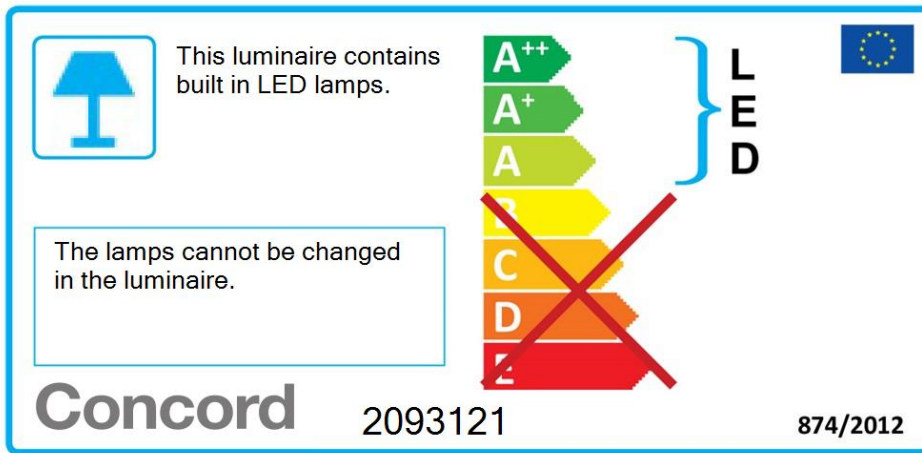 This luminaire contains
built in LED lamps.
The lamps cannot be changed
in the luminaire.
A++
A+
A
B
C
D
E
L
E
D
Concord
2093121
874/2012